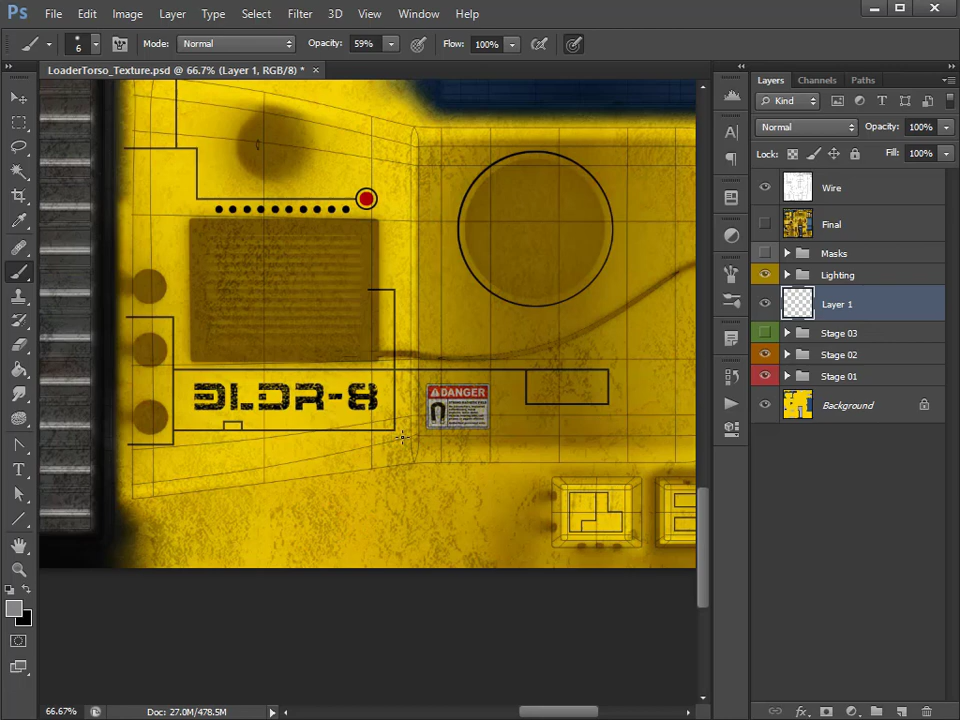 Ps File Edit Image Layer Type Select Filter 3D View Window Help
6 Mode: Normal Opacity: 59% Flow: 100%
LoaderTorso_Texture.psd @ 66.7% (Layer 1, RGB/8) * ×
Layers Channels Paths
Kind
Normal Opacity: 100%
Lock: Fill: 100%
Wire
Final
Masks
Lighting
Layer 1
Stage 03
Stage 02
Stage 01
Background
BLDR-8
DANGER
66.67% Doc: 27.0M/478.5M